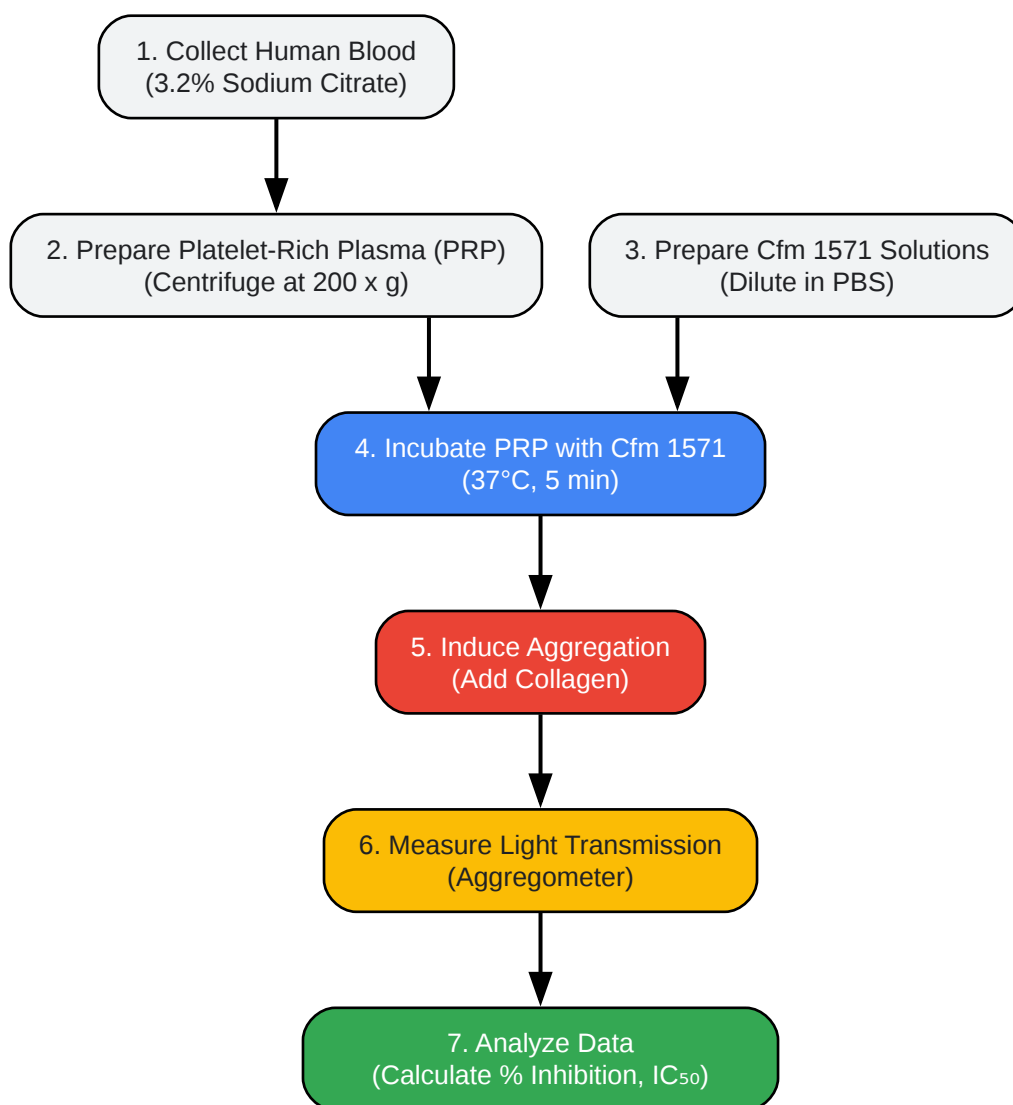 1. Collect Human Blood
(3.2% Sodium Citrate)
2. Prepare Platelet-Rich Plasma (PRP)
(Centrifuge at 200 x g)
3. Prepare Cfm 1571 Solutions
(Dilute in PBS)
4. Incubate PRP with Cfm 1571
(37°C, 5 min)
5. Induce Aggregation
(Add Collagen)
6. Measure Light Transmission
(Aggregometer)
7. Analyze Data
(Calculate % Inhibition, IC₅₀)